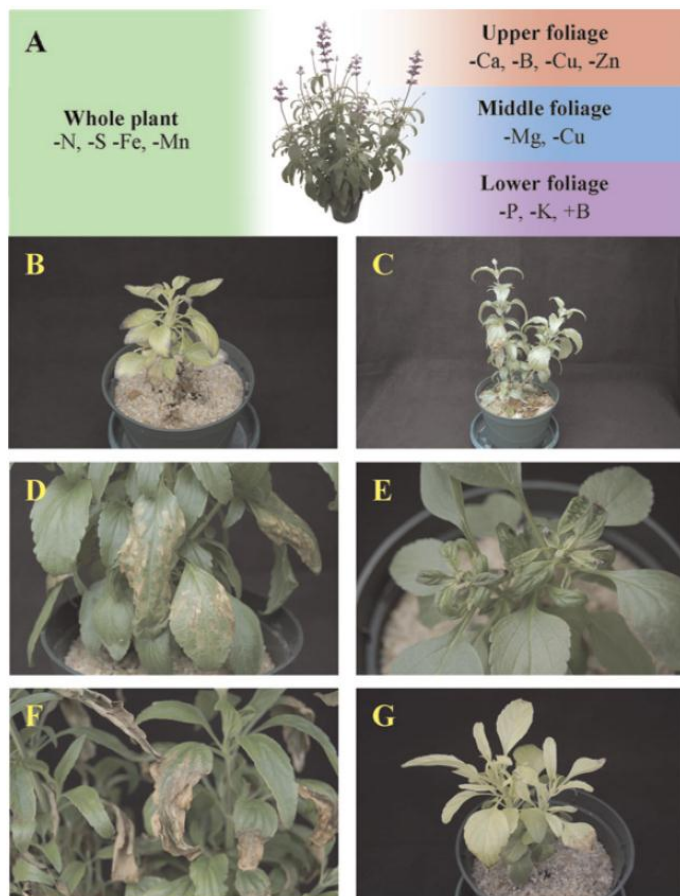 A
Upper foliage
-Ca, -B, -Cu, -Zn
Whole plant
-N, -S -Fe, -Mn
Middle foliage
-Mg, -Cu
Lower foliage
-P, -K, +B
B
C
D
E
F
G